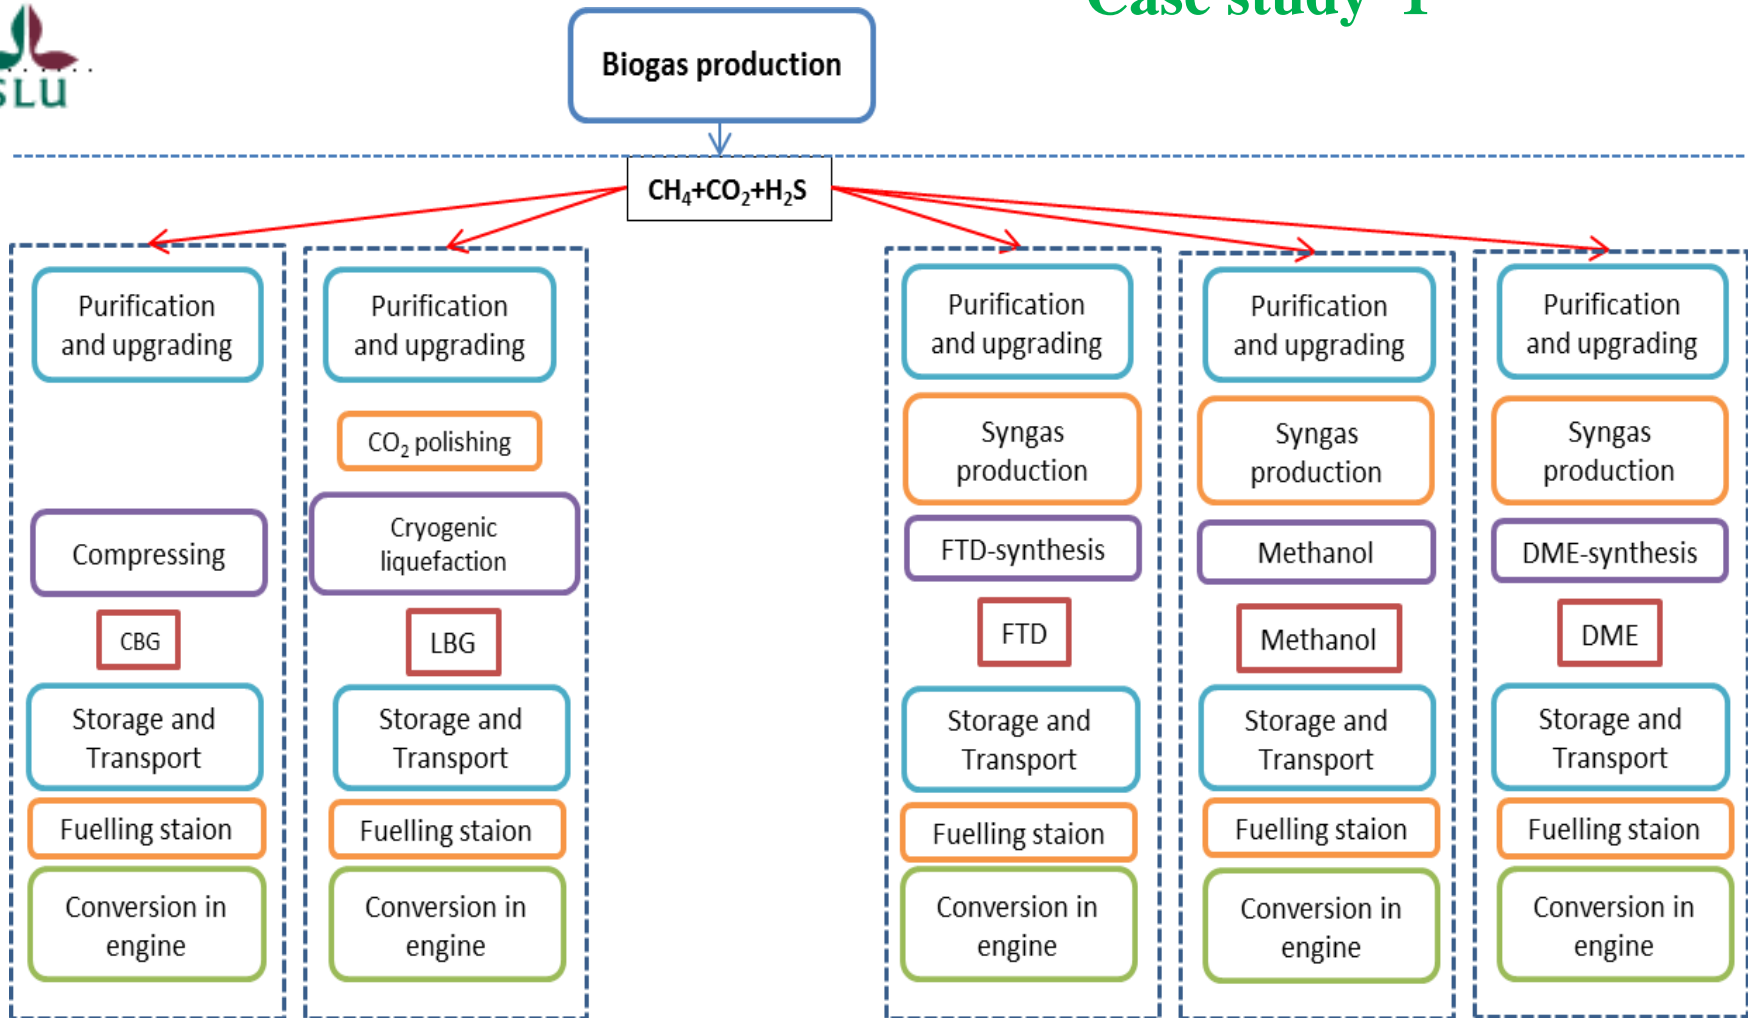 Case study 1
SLU
Biogas production
CH₄+CO₂+H₂S
Purification
and upgrading
Compressing
CBG
Storage and
Transport
Fuelling staion
Conversion in
engine
Purification
and upgrading
CO₂ polishing
Cryogenic
liquefaction
LBG
Storage and
Transport
Fuelling staion
Conversion in
engine
Purification
and upgrading
Syngas
production
FTD-synthesis
FTD
Storage and
Transport
Fuelling staion
Conversion in
engine
Purification
and upgrading
Syngas
production
Methanol
Methanol
Storage and
Transport
Fuelling staion
Conversion in
engine
Purification
and upgrading
Syngas
production
DME-synthesis
DME
Storage and
Transport
Fuelling staion
Conversion in
engine